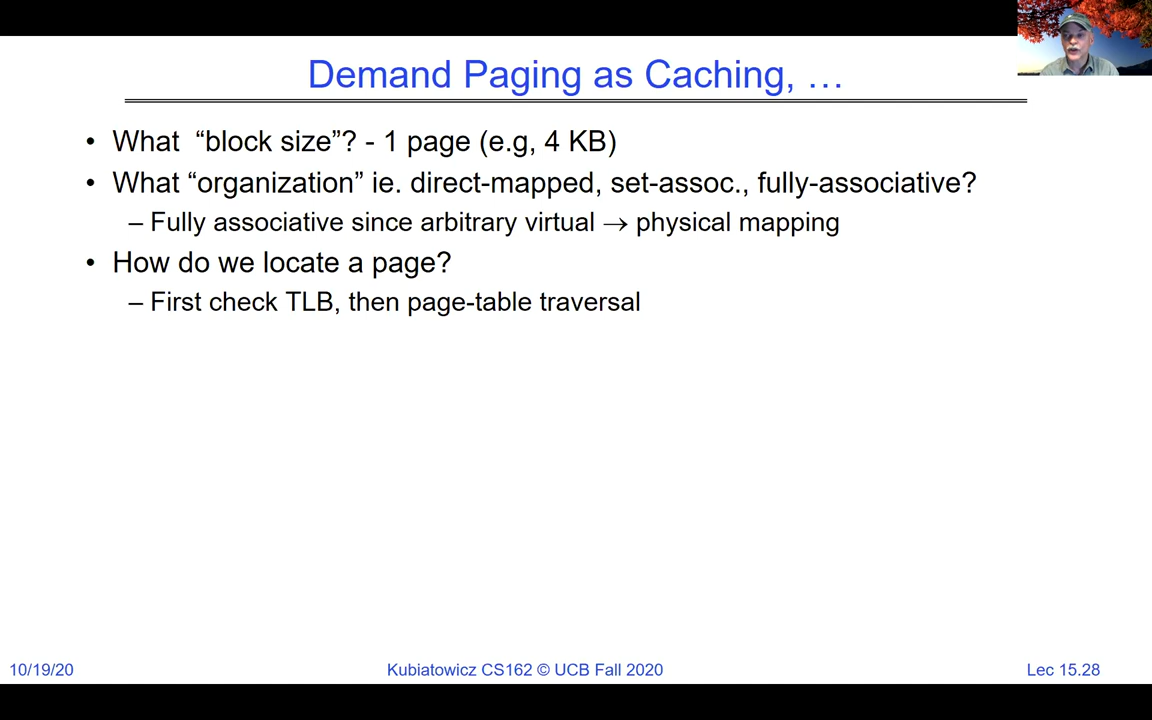 Demand Paging as Caching, …
• What “block size”? - 1 page (e.g, 4 KB)
• What “organization” ie. direct-mapped, set-assoc., fully-associative?
– Fully associative since arbitrary virtual → physical mapping
• How do we locate a page?
– First check TLB, then page-table traversal
10/19/20
Kubiatowicz CS162 © UCB Fall 2020
Lec 15.28